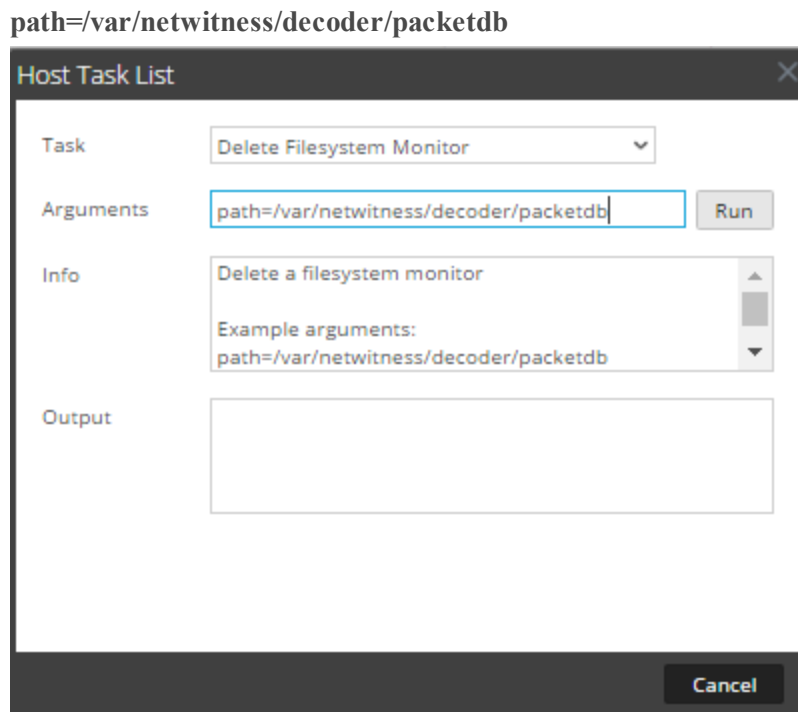 path=/var/netwitness/decoder/packetdb
Host Task List
Task
Delete Filesystem Monitor
Arguments
path=/var/netwitness/decoder/packetdb
Run
Info
Delete a filesystem monitor
Example arguments:
path=/var/netwitness/decoder/packetdb
Output
Cancel